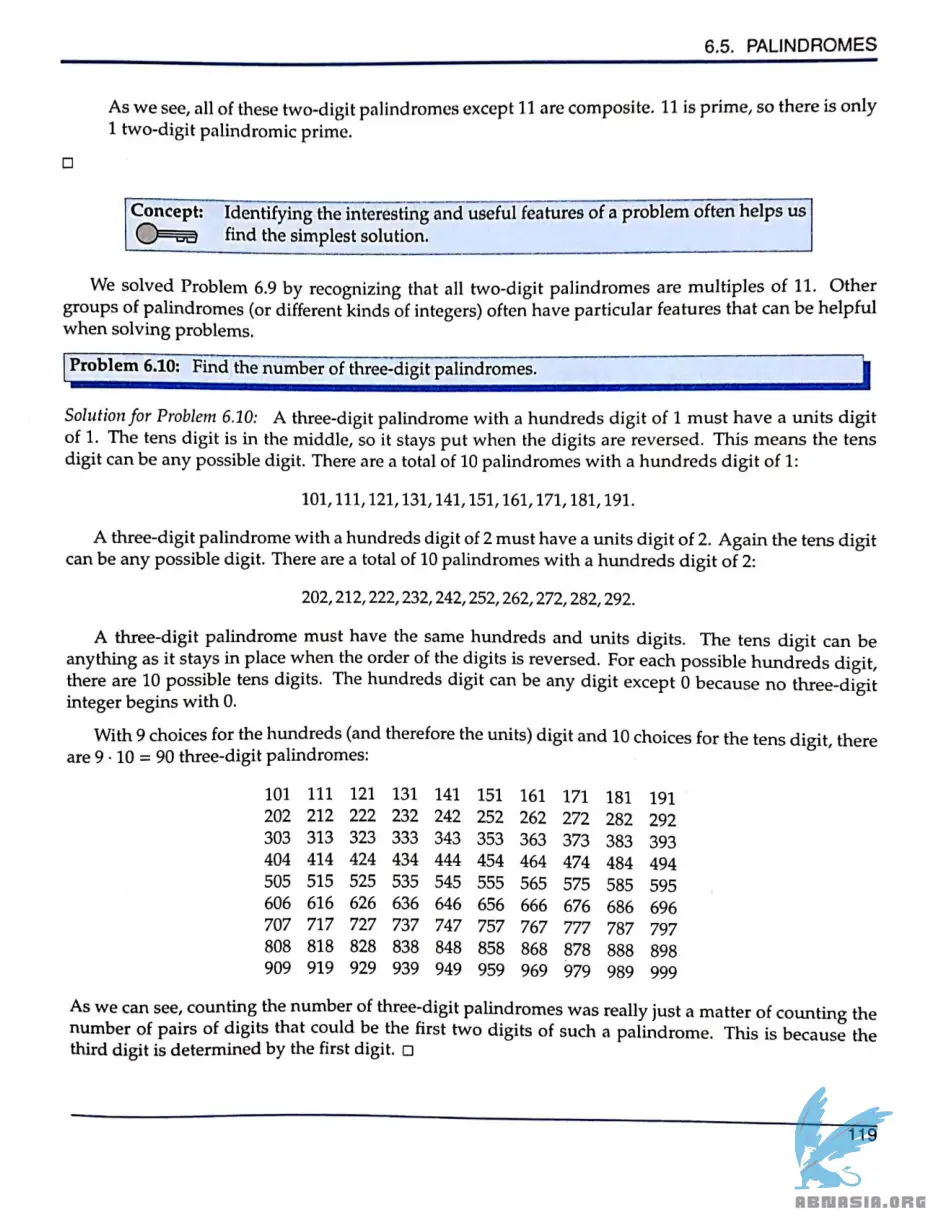 6.5. PALINDROMES
As we see, all of these two-digit palindromes except 11 are composite. 11 is prime, so there is only
1 two-digit palindromic prime.
□
Concept: Identifying the interesting and useful features of a problem often helps us
find the simplest solution.
We solved Problem 6.9 by recognizing that all two-digit palindromes are multiples of 11. Other
groups of palindromes (or different kinds of integers) often have particular features that can be helpful
when solving problems.
Problem 6.10: Find the number of three-digit palindromes.
Solution for Problem 6.10: A three-digit palindrome with a hundreds digit of 1 must have a units digit
of 1. The tens digit is in the middle, so it stays put when the digits are reversed. This means the tens
digit can be any possible digit. There are a total of 10 palindromes with a hundreds digit of 1:
101, 111, 121, 131, 141, 151, 161, 171, 181, 191.
A three-digit palindrome with a hundreds digit of 2 must have a units digit of 2. Again the tens digit
can be any possible digit. There are a total of 10 palindromes with a hundreds digit of 2:
202, 212, 222, 232, 242, 252, 262, 272, 282, 292.
A three-digit palindrome must have the same hundreds and units digits. The tens digit can be
anything as it stays in place when the order of the digits is reversed. For each possible hundreds digit,
there are 10 possible tens digits. The hundreds digit can be any digit except 0 because no three-digit
integer begins with 0.
With 9 choices for the hundreds (and therefore the units) digit and 10 choices for the tens digit, there
are 9 · 10 = 90 three-digit palindromes:
101 111 121 131 141 151 161 171 181 191
202 212 222 232 242 252 262 272 282 292
303 313 323 333 343 353 363 373 383 393
404 414 424 434 444 454 464 474 484 494
505 515 525 535 545 555 565 575 585 595
606 616 626 636 646 656 666 676 686 696
707 717 727 737 747 757 767 777 787 797
808 818 828 838 848 858 868 878 888 898
909 919 929 939 949 959 969 979 989 999
As we can see, counting the number of three-digit palindromes was really just a matter of counting the
number of pairs of digits that could be the first two digits of such a palindrome. This is because the
third digit is determined by the first digit. □
119
ABNASIA.ORG